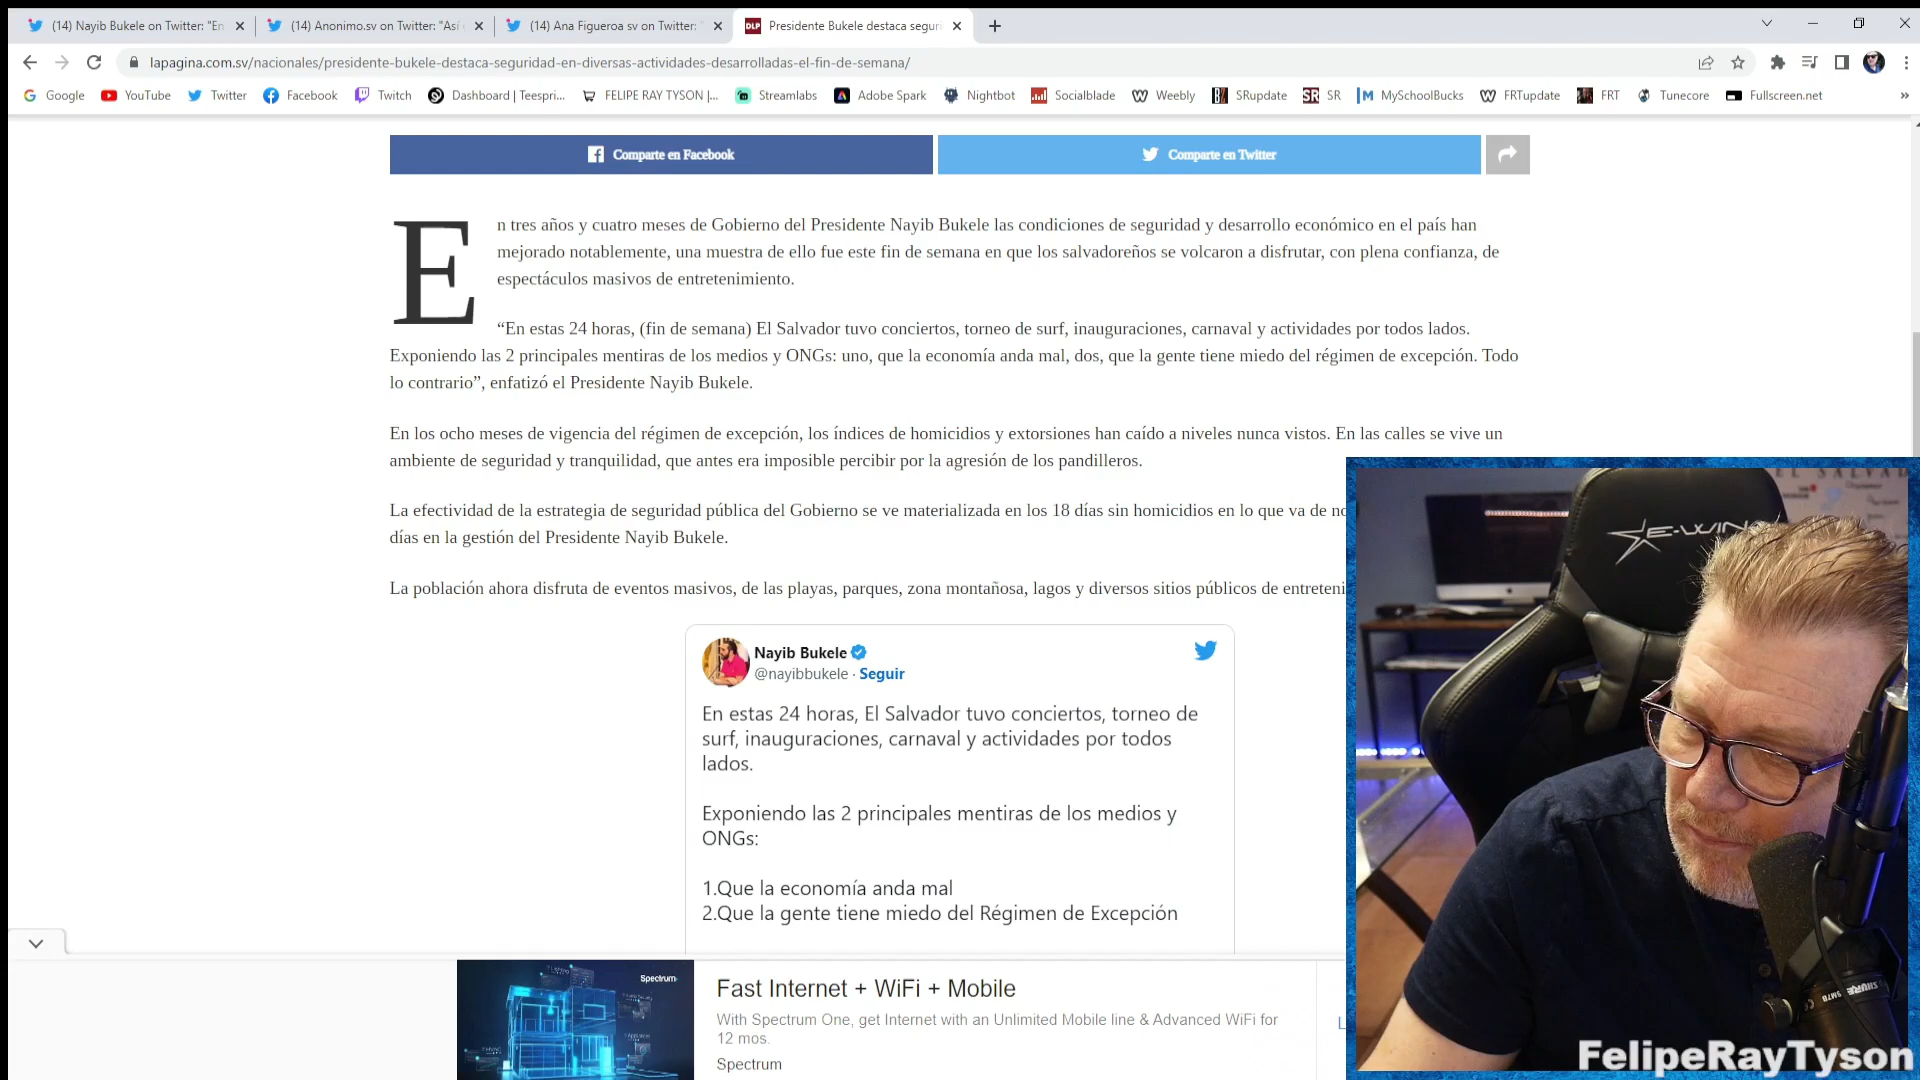 (14) Nayib Bukele on Twitter: "En
(14) Anonimo.sv on Twitter: "Así
(14) Ana Figueroa sv on Twitter: "
DLP Presidente Bukele destaca segur
lapagina.com.sv/nacionales/presidente-bukele-destaca-seguridad-en-diversas-actividades-desarrolladas-el-fin-de-semana/
Google YouTube Twitter Facebook Twitch Dashboard | Teespri... FELIPE RAY TYSON |... Streamlabs Adobe Spark Nightbot Socialblade Weebly SRupdate SR MySchoolBucks FRTupdate FRT Tunecore Fullscreen.net
Comparte en Facebook
Comparte en Twitter
En tres años y cuatro meses de Gobierno del Presidente Nayib Bukele las condiciones de seguridad y desarrollo económico en el país han
mejorado notablemente, una muestra de ello fue este fin de semana en que los salvadoreños se volcaron a disfrutar, con plena confianza, de
espectáculos masivos de entretenimiento.
“En estas 24 horas, (fin de semana) El Salvador tuvo conciertos, torneo de surf, inauguraciones, carnaval y actividades por todos lados.
Exponiendo las 2 principales mentiras de los medios y ONGs: uno, que la economía anda mal, dos, que la gente tiene miedo del régimen de excepción. Todo
lo contrario”, enfatizó el Presidente Nayib Bukele.
En los ocho meses de vigencia del régimen de excepción, los índices de homicidios y extorsiones han caído a niveles nunca vistos. En las calles se vive un
ambiente de seguridad y tranquilidad, que antes era imposible percibir por la agresión de los pandilleros.
La efectividad de la estrategia de seguridad pública del Gobierno se ve materializada en los 18 días sin homicidios en lo que va de no
días en la gestión del Presidente Nayib Bukele.
La población ahora disfruta de eventos masivos, de las playas, parques, zona montañosa, lagos y diversos sitios públicos de entreteni
Nayib Bukele
@nayibbukele · Seguir
En estas 24 horas, El Salvador tuvo conciertos, torneo de
surf, inauguraciones, carnaval y actividades por todos
lados.
Exponiendo las 2 principales mentiras de los medios y
ONGs:
1.Que la economía anda mal
2.Que la gente tiene miedo del Régimen de Excepción
Spectrum
Fast Internet + WiFi + Mobile
With Spectrum One, get Internet with an Unlimited Mobile line & Advanced WiFi for
12 mos.
Spectrum
E-WIN
SHURE SM7B
FelipeRayTyson